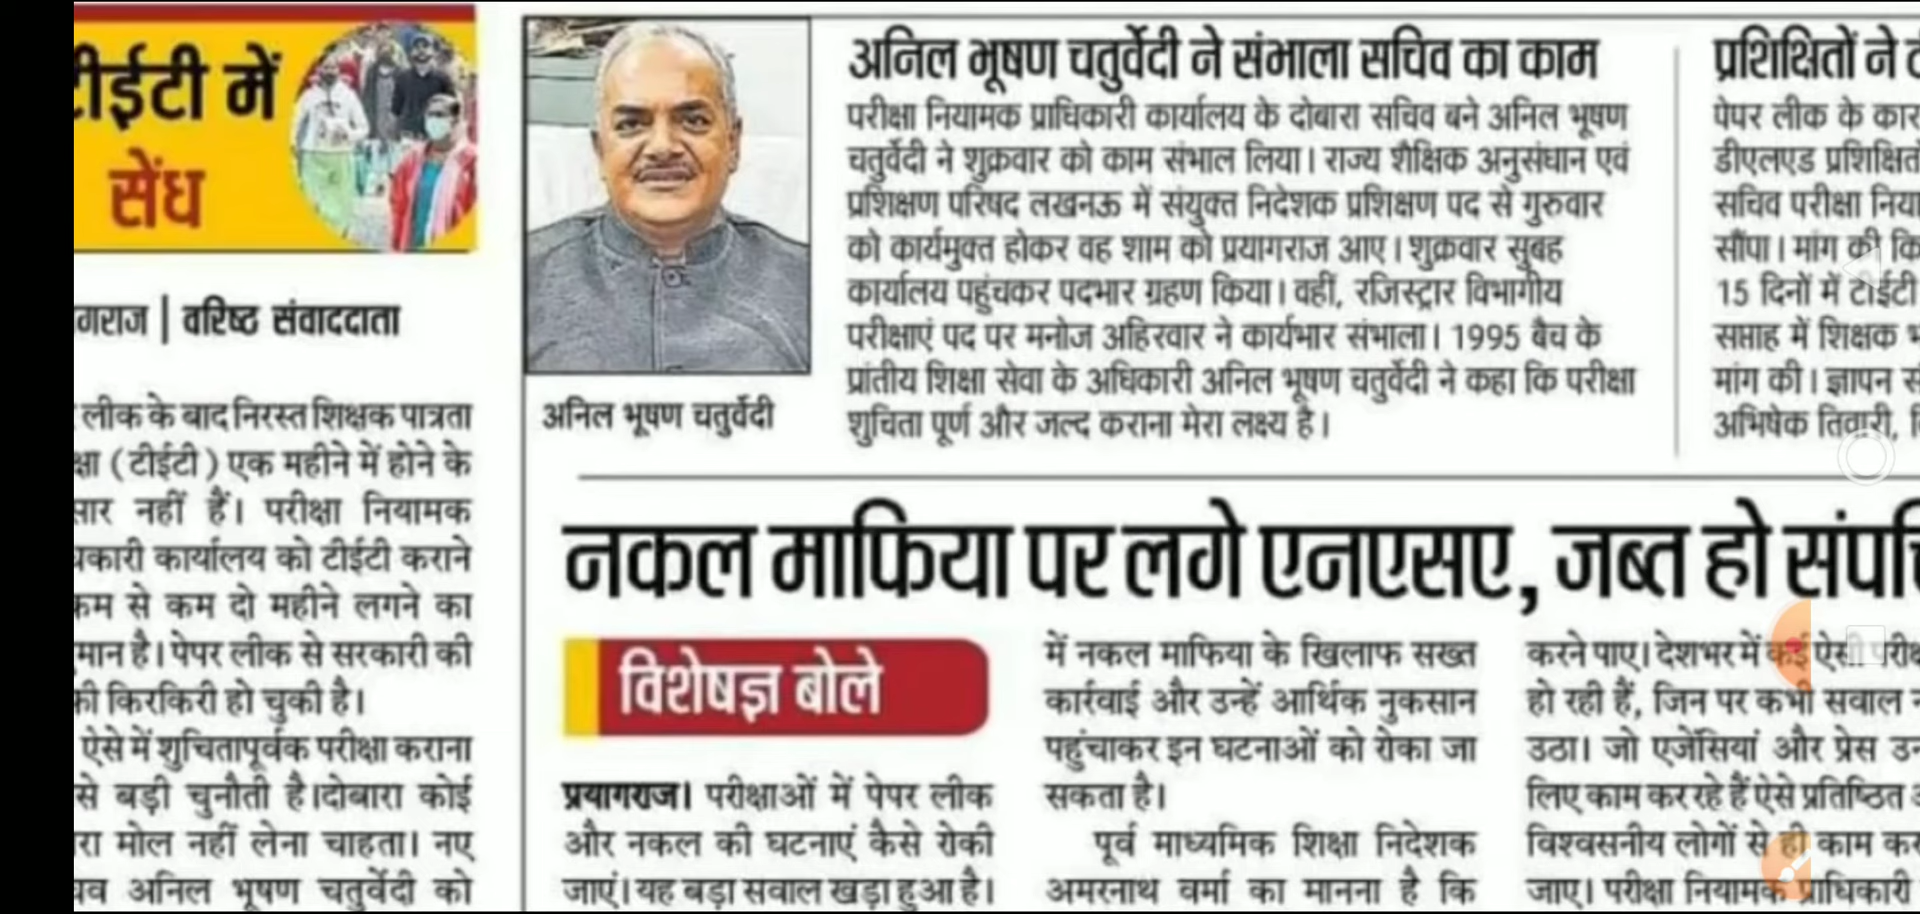 टीईटी में
सेंध
वरिष्ठ संवाददाता
लीक के बाद निरस्त शिक्षक पात्रता
(टीईटी) एक महीने में होने के
नहीं हैं। परीक्षा नियामक
कार्यालय को टीईटी कराने
से कम दो महीने लगने का
है। पेपर लीक से सरकारी की
किरकिरी हो चुकी है।
ऐसे में शुचितापूर्वक परीक्षा कराना
से बड़ी चुनौती है।दोबारा कोई
मोल नहीं लेना चाहता। नए
अनिल भूषण चतुर्वेदी को
अनिल भूषण चतुर्वेदी
अनिल भूषण चतुर्वेदी ने संभाला सचिव का काम
परीक्षा नियामक प्राधिकारी कार्यालय के दोबारा सचिव बने अनिल भूषण
चतुर्वेदी ने शुक्रवार को काम संभाल लिया। राज्य शैक्षिक अनुसंधान एवं
प्रशिक्षण परिषद लखनऊ में संयुक्त निदेशक प्रशिक्षण पद से गुरुवार
को कार्यमुक्त होकर वह शाम को प्रयागराज आए। शुक्रवार सुबह
कार्यालय पहुंचकर पदभार ग्रहण किया। वहीं, रजिस्ट्रार विभागीय
परीक्षाएं पद पर मनोज अहिरवार ने कार्यभार संभाला। 1995 बैच के
प्रांतीय शिक्षा सेवा के अधिकारी अनिल भूषण चतुर्वेदी ने कहा कि परीक्षा
शुचिता पूर्ण और जल्द कराना मेरा लक्ष्य है।
प्रशिक्षितों ने
पेपर लीक के
डीएलएड
सचिव परीक्षा
सौंपा। मांग की
15 दिनों में टीईटी
सप्ताह में शिक्षक
मांग की। ज्ञापन
अभिषेक तिवारी,
नकल माफिया पर लगे एनएसए, जब्त हो
विशेषज्ञ बोले
प्रयागराज। परीक्षाओं में पेपर लीक
और नकल की घटनाएं कैसे रोकी
जाएं। यह बड़ा सवाल खड़ा हुआ है।
में नकल माफिया के खिलाफ सख्त
कार्रवाई और उन्हें आर्थिक नुकसान
पहुंचाकर इन घटनाओं को रोका जा
सकता है।
पूर्व माध्यमिक शिक्षा निदेशक
अमरनाथ वर्मा का मानना है कि
करने पाए। देशभर में कई ऐसी
हो रही हैं, जिन पर कभी सवाल
उठा। जो एजेंसियां और प्रेस
लिए काम कर रहे हैं ऐसे प्रतिष्ठित
विश्वसनीय लोगों से ही काम
जाए। परीक्षा नियामक प्राधिकारी